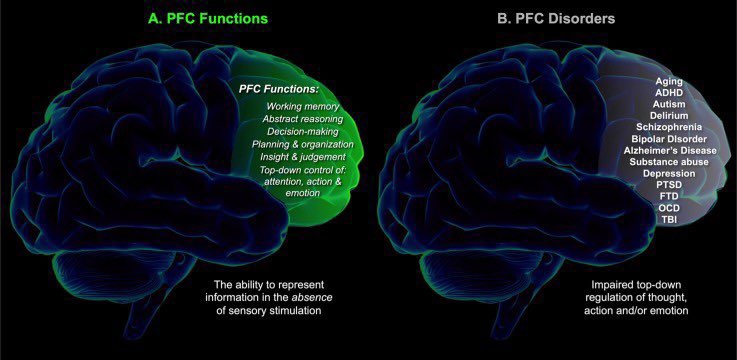 A. PFC Functions
PFC Functions:
Working memory
Abstract reasoning
Decision-making
Planning & organization
Insight & judgement
Top-down control of:
attention, action &
emotion
The ability to represent
information in the absence
of sensory stimulation
B. PFC Disorders
Aging
ADHD
Autism
Delirium
Schizophrenia
Bipolar Disorder
Alzheimer's Disease
Substance abuse
Depression
PTSD
FTD
OCD
TBI
Impaired top-down
regulation of thought,
action and/or emotion